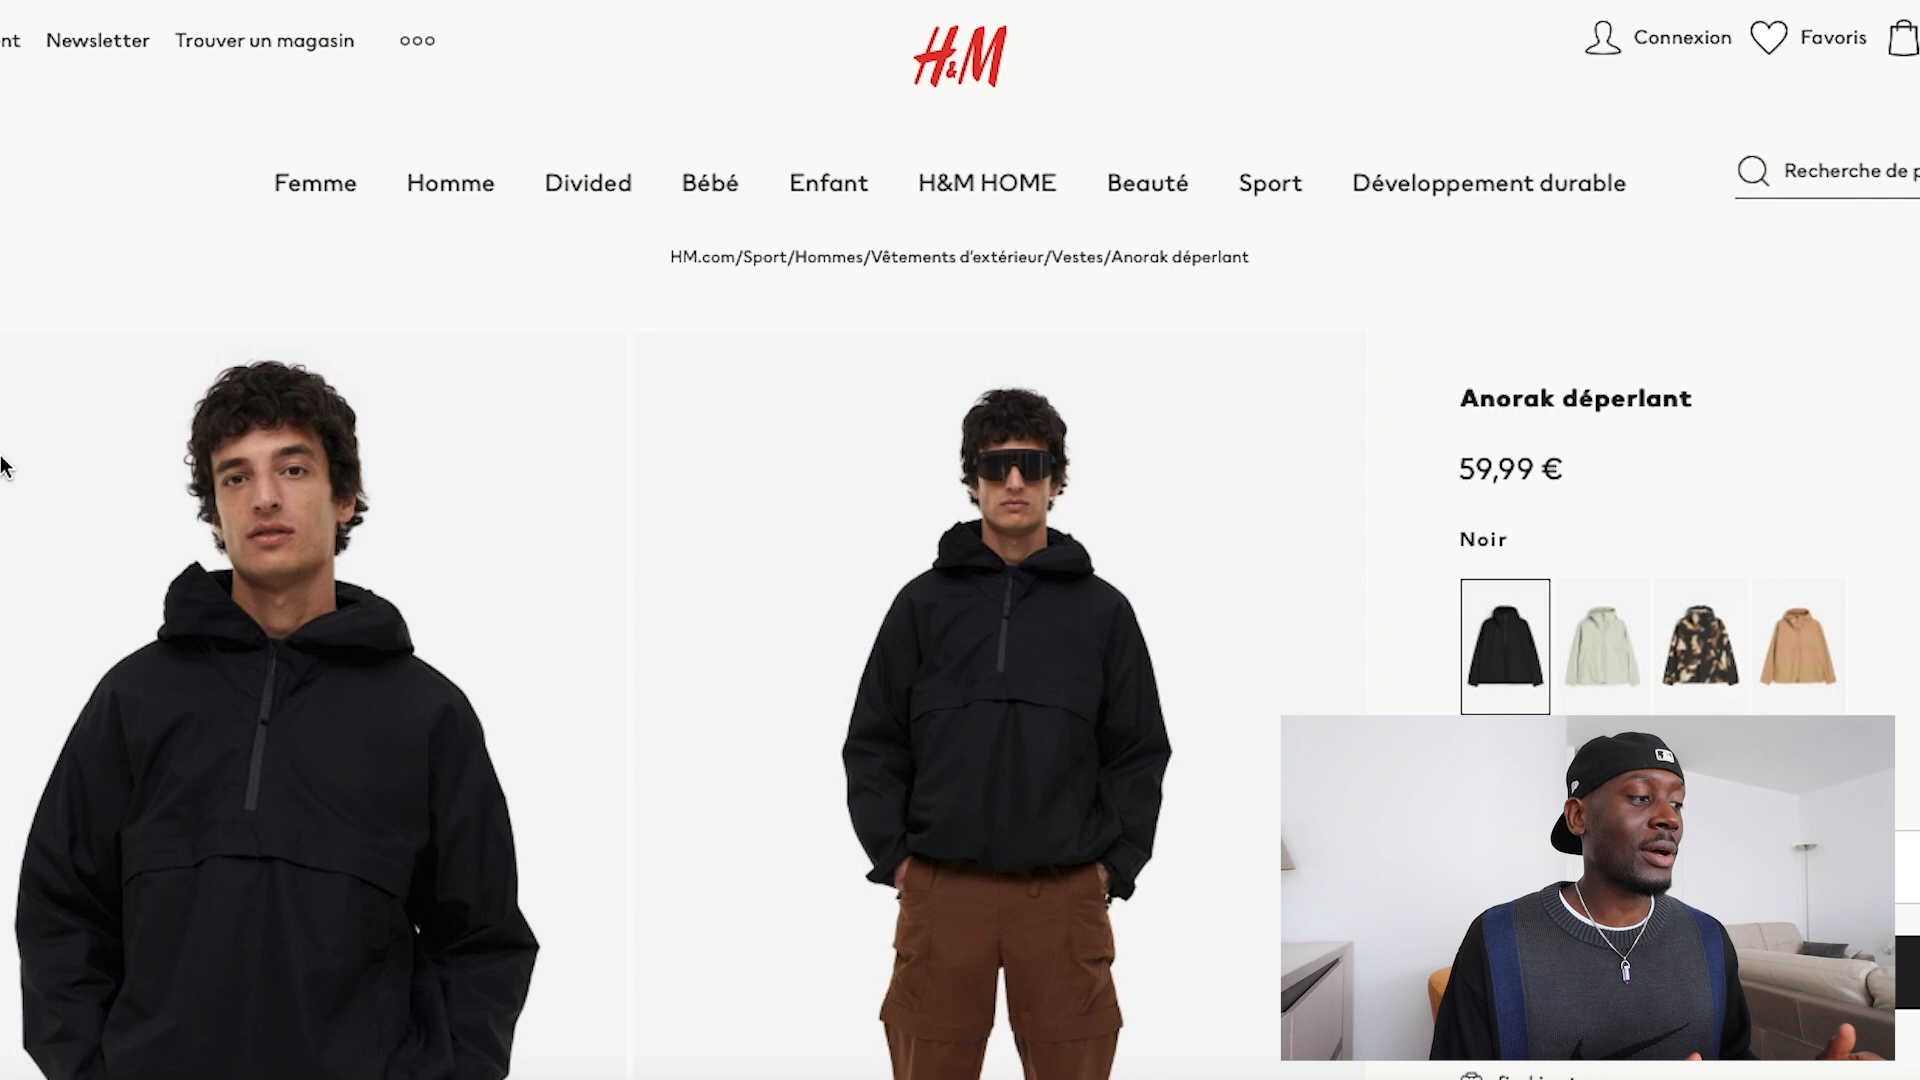 Newsletter
Trouver un magasin
H&M
Connexion
Favoris
Femme
Homme
Divided
Bébé
Enfant
H&M HOME
Beauté
Sport
Développement durable
Recherche de
HM.com/Sport/Hommes/Vêtements d'extérieur/Vestes/Anorak déperlant
Anorak déperlant
59,99 €
Noir